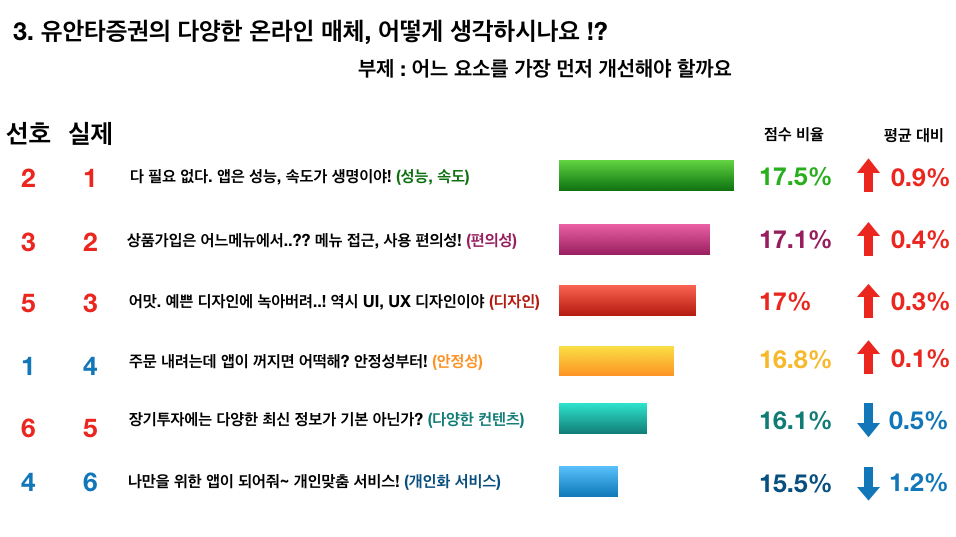 3. 유안타증권의 다양한 온라인 매체, 어떻게 생각하시나요 !?
부제 : 어느 요소를 가장 먼저 개선해야 할까요
선호 실제 점수 비율 평균 대비
2 1 다 필요 없다. 앱은 성능, 속도가 생명이야! (성능, 속도) 17.5% 0.9%
3 2 상품가입은 어느메뉴에서..?? 메뉴 접근, 사용 편의성! (편의성) 17.1% 0.4%
5 3 어맛. 예쁜 디자인에 녹아버려..! 역시 UI, UX 디자인이야 (디자인) 17% 0.3%
1 4 주문 내려는데 앱이 꺼지면 어떡해? 안정성부터! (안정성) 16.8% 0.1%
6 5 장기투자에는 다양한 최신 정보가 기본 아닌가? (다양한 컨텐츠) 16.1% 0.5%
4 6 나만을 위한 앱이 되어줘~ 개인맞춤 서비스! (개인화 서비스) 15.5% 1.2%